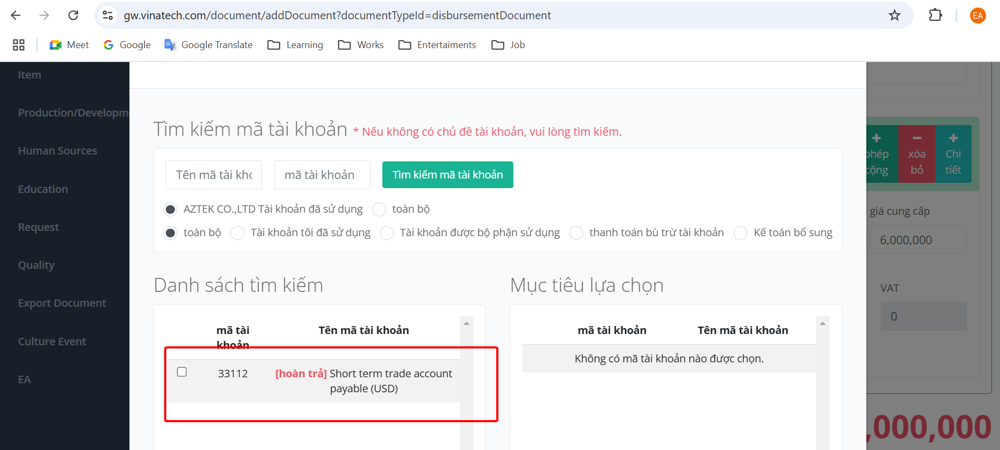 gw.vinatech.com/document/addDocument?documentTypeId=disbursementDocument
EA
Meet
Google
Google Translate
Learning
Works
Entertaiments
Job
Item
Production/Developm
Human Sources
Education
Request
Quality
Export Document
Culture Event
EA
Tìm kiếm mã tài khoản * Nếu không có chủ đề tài khoản, vui lòng tìm kiếm.
Tên mã tài kho
mã tài khoản
Tìm kiếm mã tài khoản
AZTEK CO.,LTD Tài khoản đã sử dụng
toàn bộ
toàn bộ
Tài khoản tôi đã sử dụng
Tài khoản được bộ phận sử dụng
thanh toán bù trừ tài khoản
Kế toán bổ sung
Danh sách tìm kiếm
mã tài
khoản
Tên mã tài khoản
33112
[hoàn trả] Short term trade account
payable (USD)
Mục tiêu lựa chọn
mã tài khoản
Tên mã tài khoản
Không có mã tài khoản nào được chọn.
phép
cộng
xóa
bỏ
Chi
tiết
giá cung cấp
6,000,000
VAT
0
,000,000